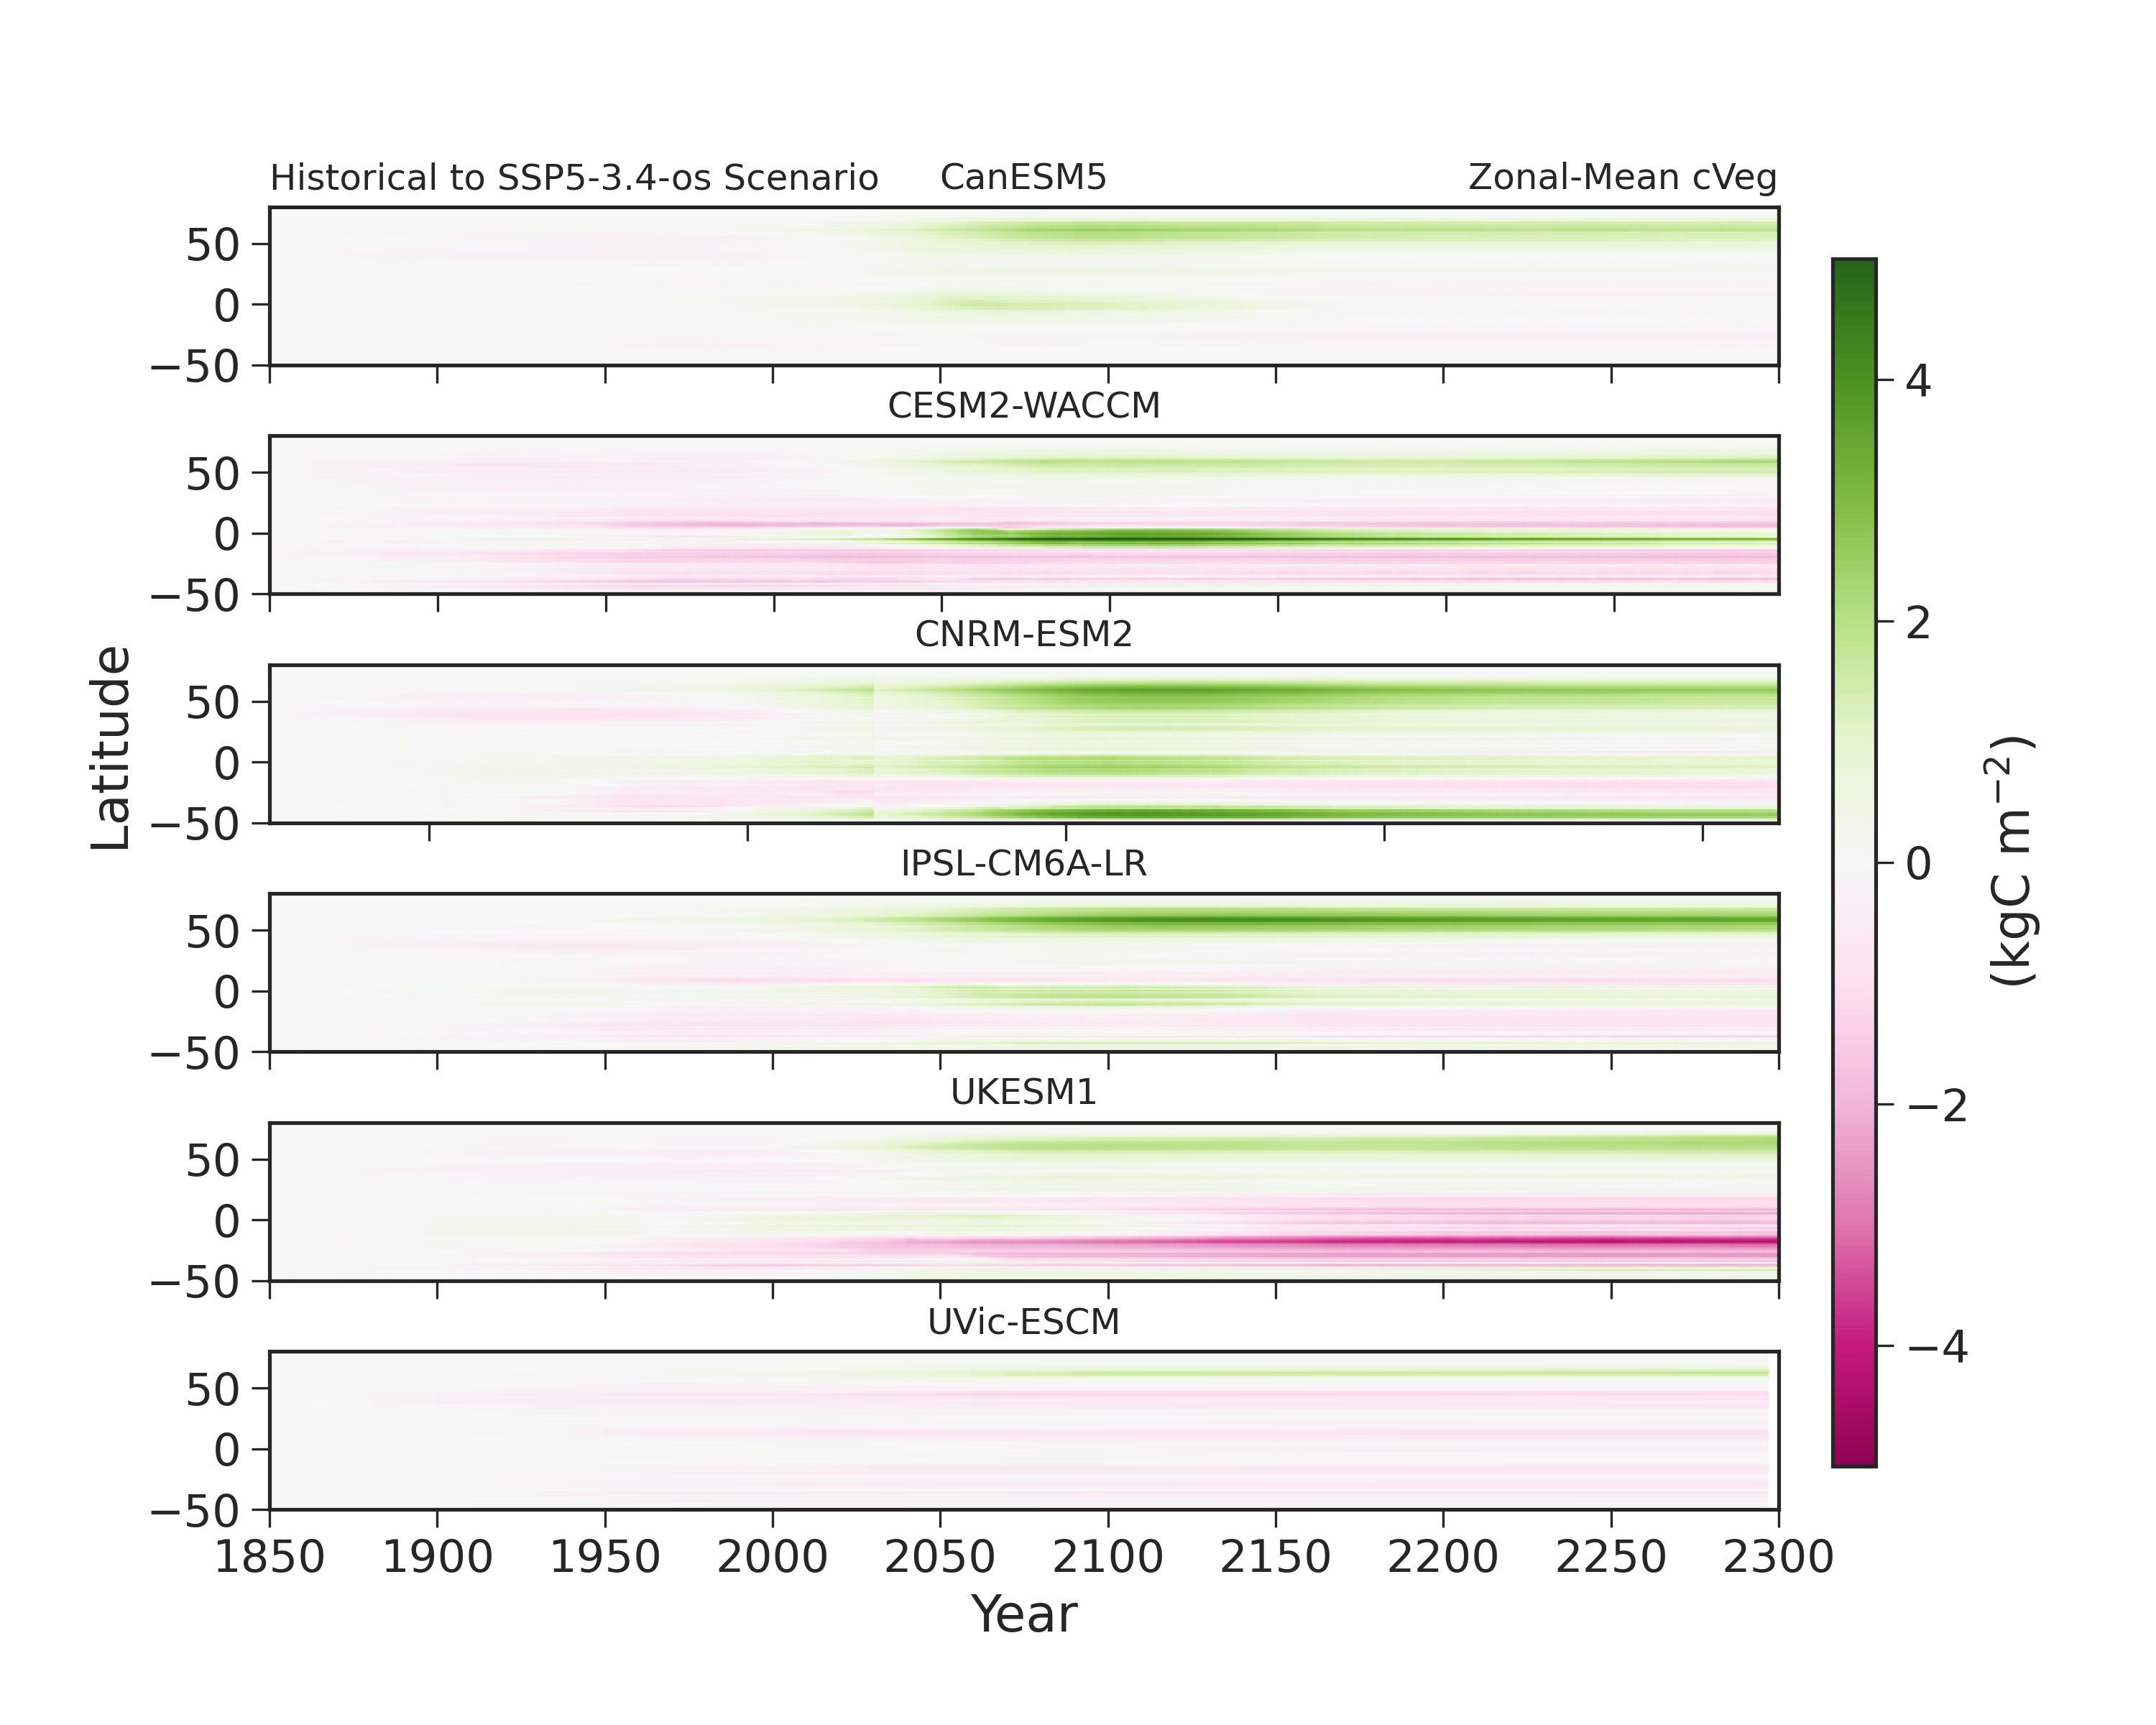 Historical to SSP5-3.4-os Scenario CanESM5 Zonal-Mean cVeg
50
0
−50
CESM2-WACCM
50
0
−50
CNRM-ESM2
50
0
−50
IPSL-CM6A-LR
50
0
−50
UKESM1
50
0
−50
UVic-ESCM
50
0
−50
1850 1900 1950 2000 2050 2100 2150 2200 2250 2300
Year
Latitude
4
2
0
−2
−4
(kgC m⁻²)